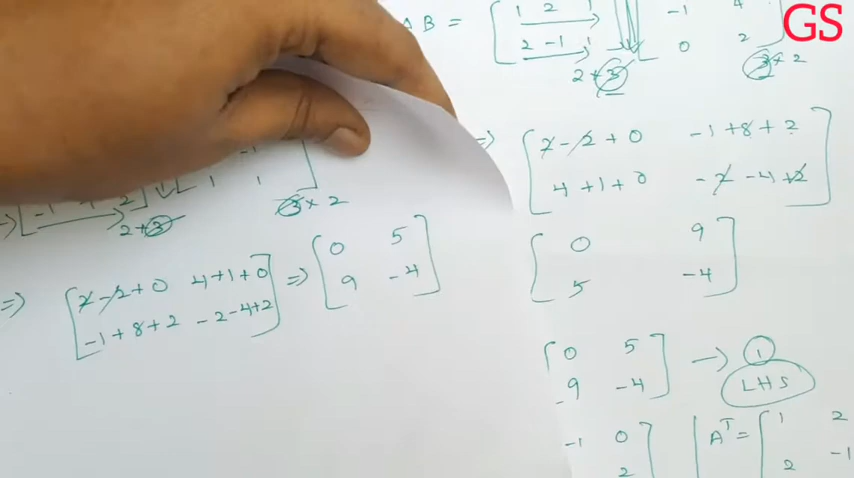 GS
AB = [ 1 2 1 -1 4
2 -1 1 ] [ 0 2 ]
2*3 3*2
=> [ 2-2+0 -1+8+2
4+1+0 -2-4+2 ]
[ 0 9
5 -4 ]
[ 0 5
9 -4 ] -> 1
LHS
-1 0 ] | A^T = [ 1 2
2 2 -1
1 1 ]
2*3 3*2
=> [ 2-2+0 4+1+0
-1+8+2 -2-4+2 ] => [ 0 5
9 -4 ]